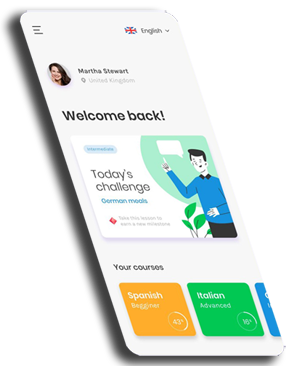 English
Martha Stewart
United Kingdom
Welcome back!
Intermediate
Today's
challenge
German meals
Take this lesson to
earn a new milestone
Your courses
Spanish
Begginer
43%
Italian
Advanced
16%